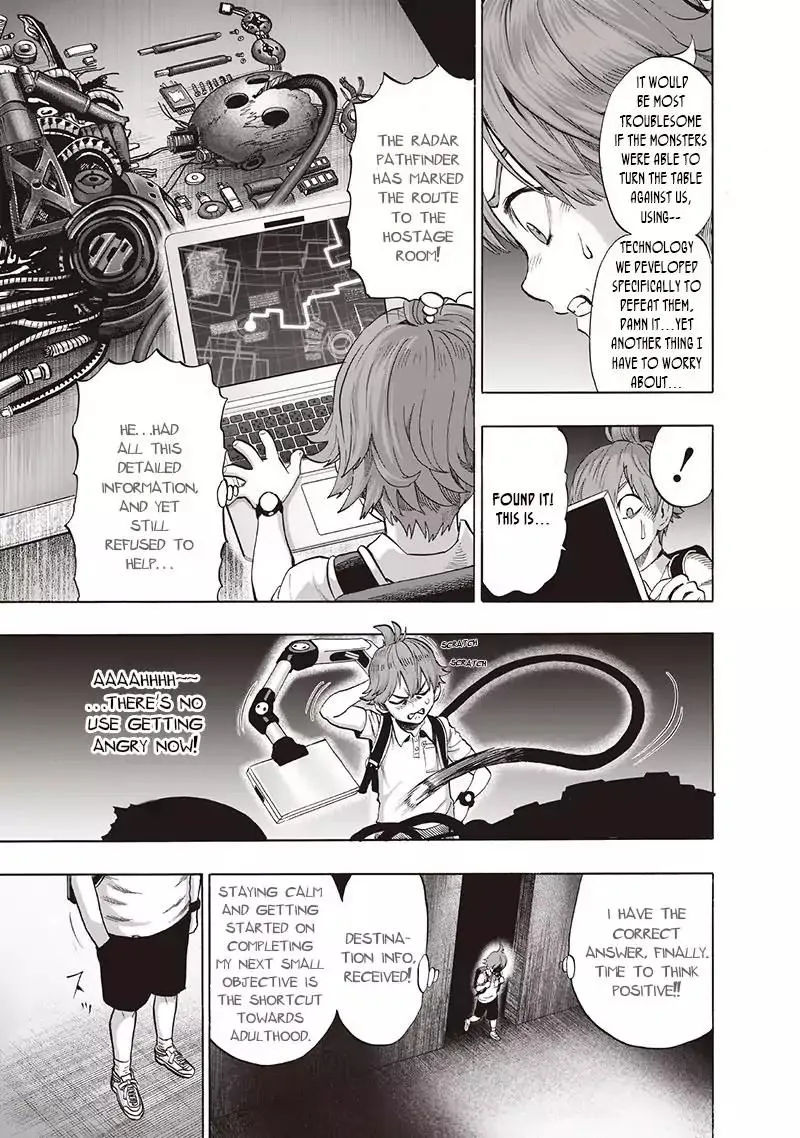 IT WOULD
BE MOST
TROUBLESOME
IF THE MONSTERS
WERE ABLE TO
TURN THE TABLE
AGAINST US,
USING--
TECHNOLOGY
WE DEVELOPED
SPECIFICALLY TO
DEFEAT THEM,
DAMN IT...YET
ANOTHER THING I
HAVE TO WORRY
ABOUT...
!
FOUND IT!
THIS IS...
THE RADAR
PATHFINDER
HAS MARKED
THE ROUTE
TO THE
HOSTAGE
ROOM!
HE...HAD
ALL THIS
DETAILED
INFORMATION,
AND YET
STILL
REFUSED TO
HELP...
SCRATCH
SCRATCH
AAAAHHHH~~
...THERE'S NO
USE GETTING
ANGRY NOW!
I HAVE THE
CORRECT
ANSWER, FINALLY.
TIME TO THINK
POSITIVE!!
DESTINA-
TION INFO,
RECEIVED!
STAYING CALM
AND GETTING
STARTED ON
COMPLETING
MY NEXT SMALL
OBJECTIVE IS
THE SHORTCUT
TOWARDS
ADULTHOOD.